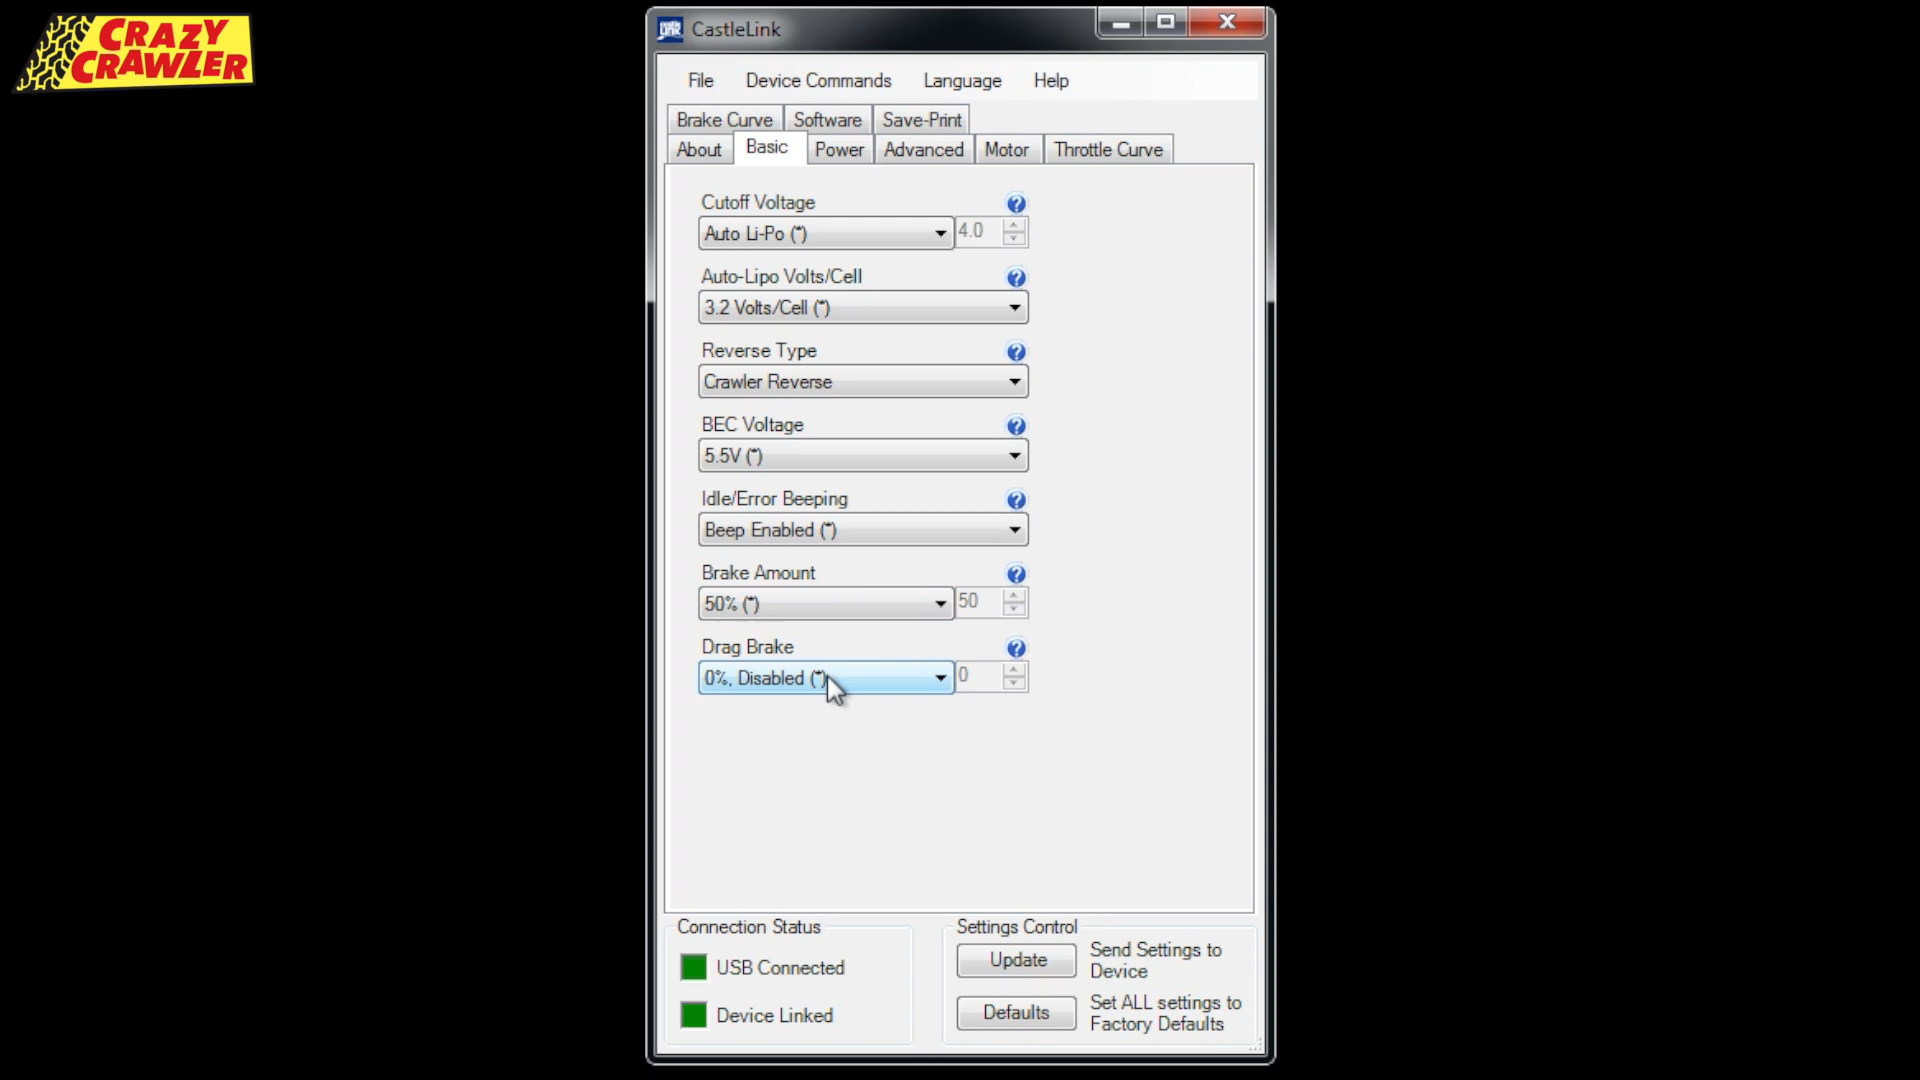 CRAZY
CRAWLER
CastleLink
File Device Commands Language Help
Brake Curve Software Save-Print
About Basic Power Advanced Motor Throttle Curve
Cutoff Voltage
Auto Li-Po (*) 4.0
Auto-Lipo Volts/Cell
3.2 Volts/Cell (*)
Reverse Type
Crawler Reverse
BEC Voltage
5.5V (*)
Idle/Error Beeping
Beep Enabled (*)
Brake Amount
50% (*) 50
Drag Brake
0%, Disabled (*) 0
Connection Status
USB Connected
Device Linked
Settings Control
Update Send Settings to
Device
Defaults Set ALL settings to
Factory Defaults